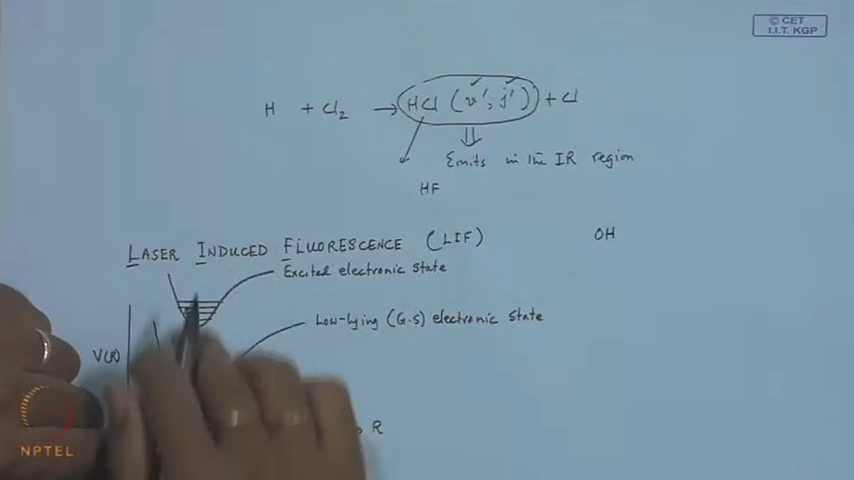 © CET
I.I.T. KGP
H + Cl₂ → HCl (v', j') + Cl
Emits in the IR region
HF
LASER INDUCED FLUORESCENCE (LIF)
OH
Excited electronic state
Low-lying (G.S) electronic state
V(R)
R
NPTEL